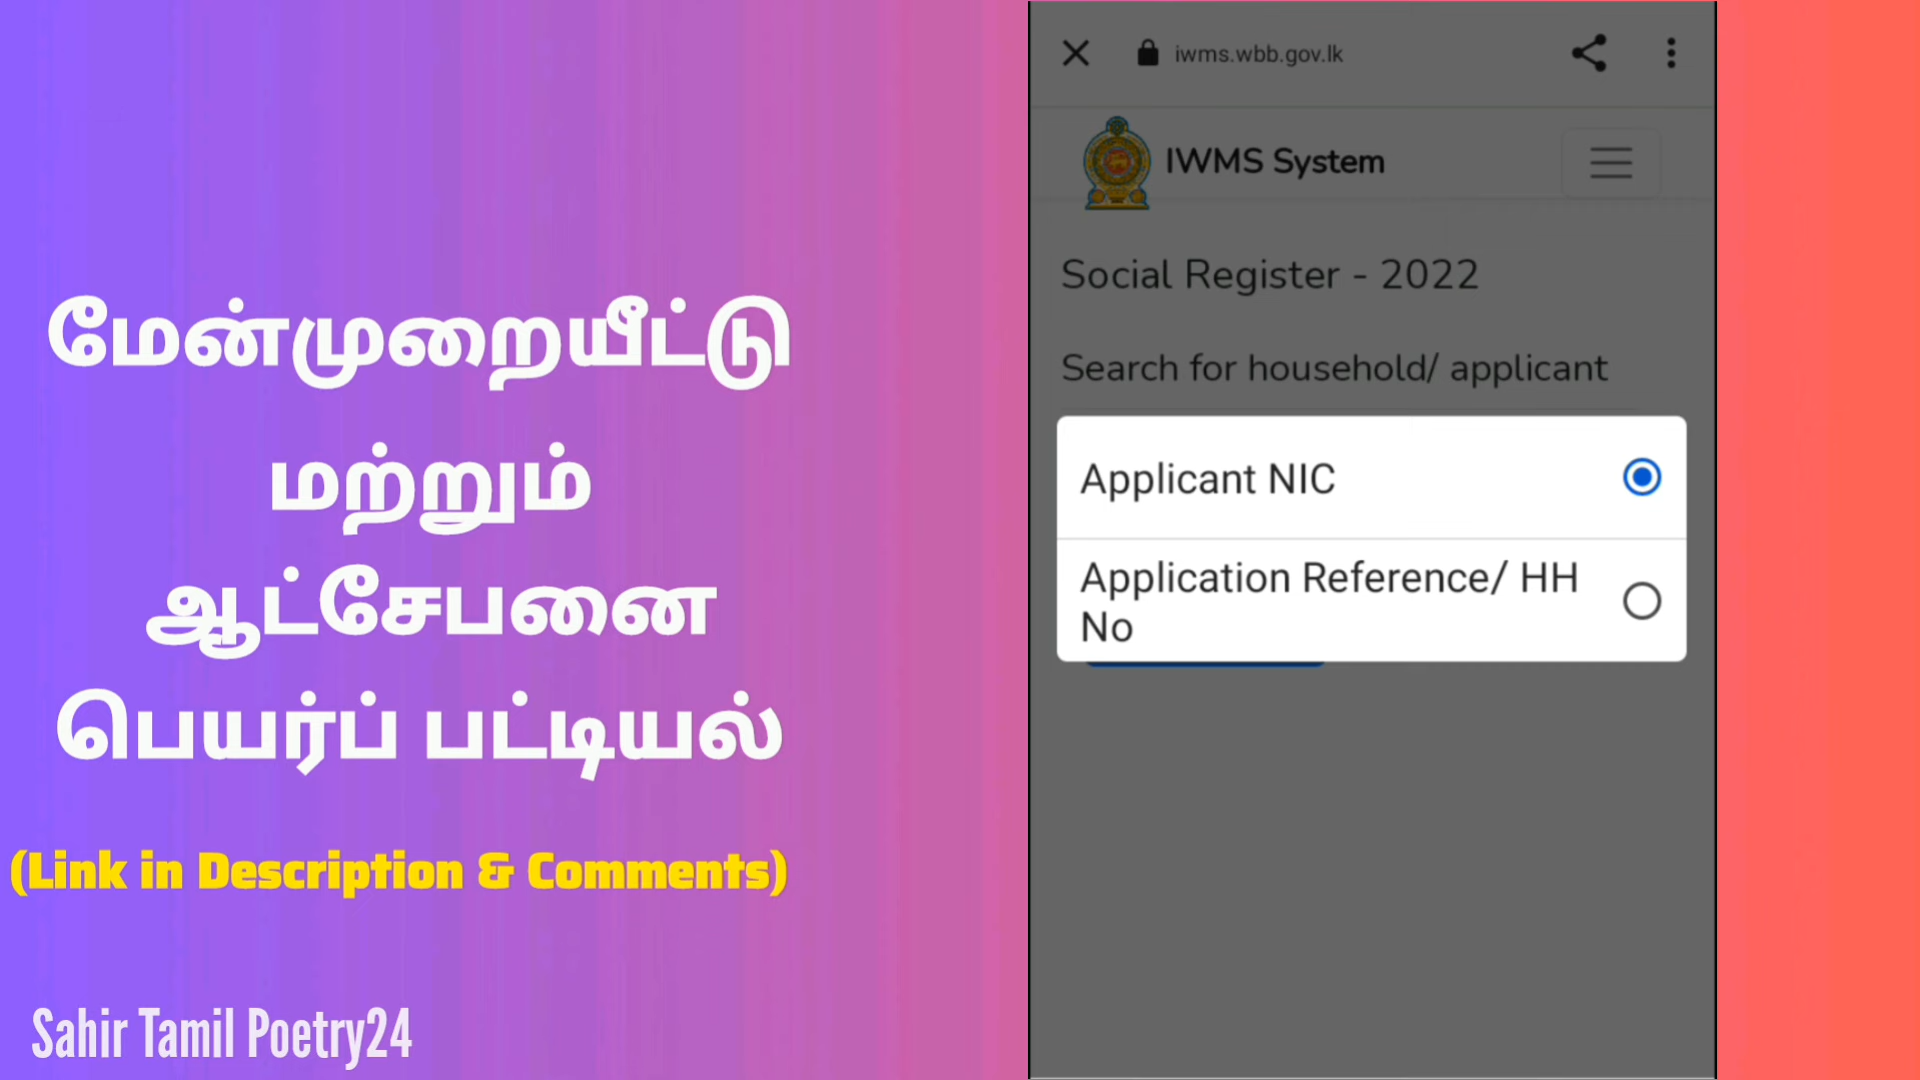 மேன்முறையீட்டு
மற்றும்
ஆட்சேபனை
பெயர்ப் பட்டியல்
(Link in Description & Comments)
Sahir Tamil Poetry24
iwms.wbb.gov.lk
IWMS System
Social Register - 2022
Search for household/ applicant
Applicant NIC
Application Reference/ HH
No